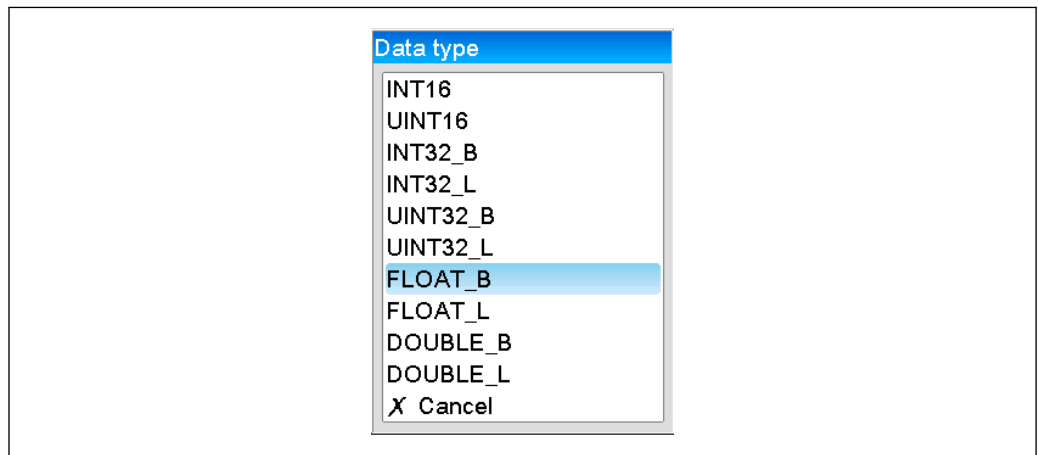 Data type
INT16
UINT16
INT32_B
INT32_L
UINT32_B
UINT32_L
FLOAT_B
FLOAT_L
DOUBLE_B
DOUBLE_L
X Cancel